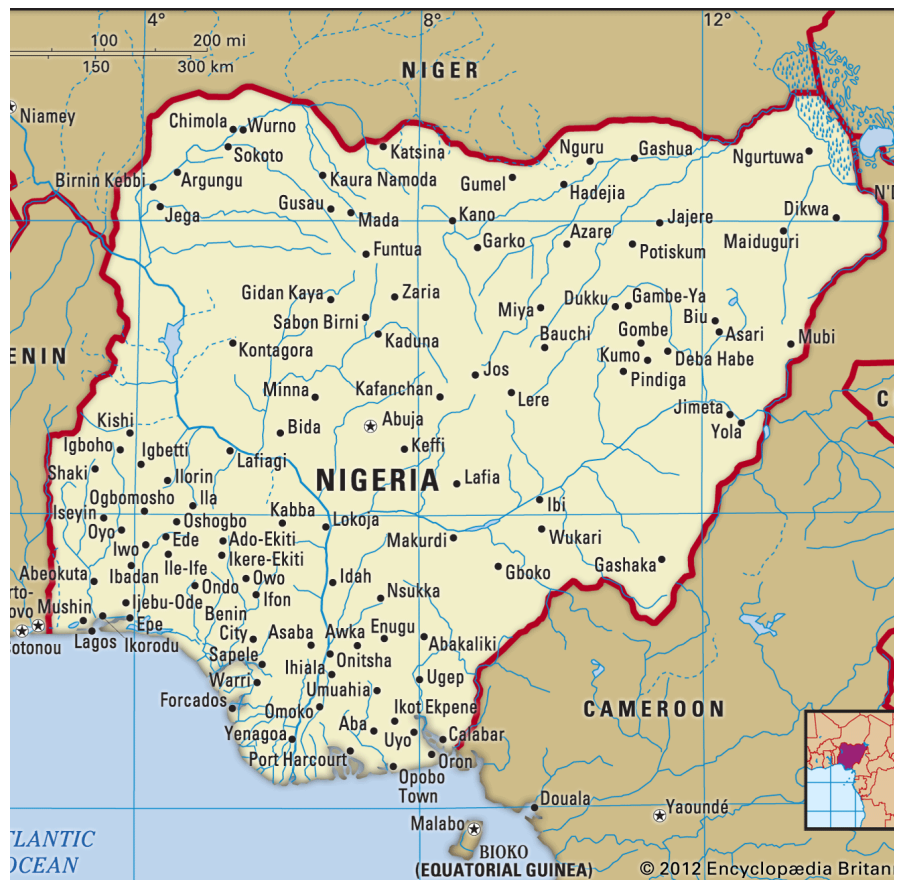 4°
8°
12°
100
200 mi
150
300 km
NIGER
Niamey
Chimola
Wurno
Sokoto
Katsina
Nguru
Gashua
Ngurtuwa
Birnin Kebbi
Argungu
Kaura Namoda
Gumel
Hadejia
N'D
Jega
Gusau
Mada
Kano
Jajere
Dikwa
Garko
Azare
Potiskum
Maiduguri
Funtua
Gidan Kaya
Zaria
Miya
Dukku
Gambe-Ya
Sabon Birni
Biu
Kaduna
Bauchi
Gombe
Asari
Mubi
ENIN
Kontagora
Kumo
Deba Habe
Jos
Pindiga
Minna
Kafanchan
Lere
C
Kishi
Bida
Abuja
Jimeta
Yola
Igboho
Igbetti
Lafiagi
Keffi
Shaki
Ilorin
NIGERIA
Lafia
Ogbomosho
Ila
Iseyin
Oshogbo
Kabba
Lokoja
Ibi
Oyo
Ede
Ado-Ekiti
Makurdi
Wukari
Iwo
Ikere-Ekiti
Ile-Ife
Gashaka
Abeokuta
Ibadan
Ondo
Owo
Idah
Gboko
rto-
ovo
Mushin
Ijebu-Ode
Ifon
Nsukka
Epe
Benin
City
Asaba
Awka
Enugu
Abakaliki
otonou
Lagos
Ikorodu
Sapele
Ihiala
Onitsha
Warri
Umuahia
Ugep
Forcados
Omoko
Ikot Ekpene
CAMEROON
Yenagoa
Aba
Uyo
Calabar
Port Harcourt
Oron
Opobo
Town
Douala
Yaoundé
Malabo
TLANTIC
OCEAN
BIOKO
(EQUATORIAL GUINEA)
© 2012 Encyclopædia Britan